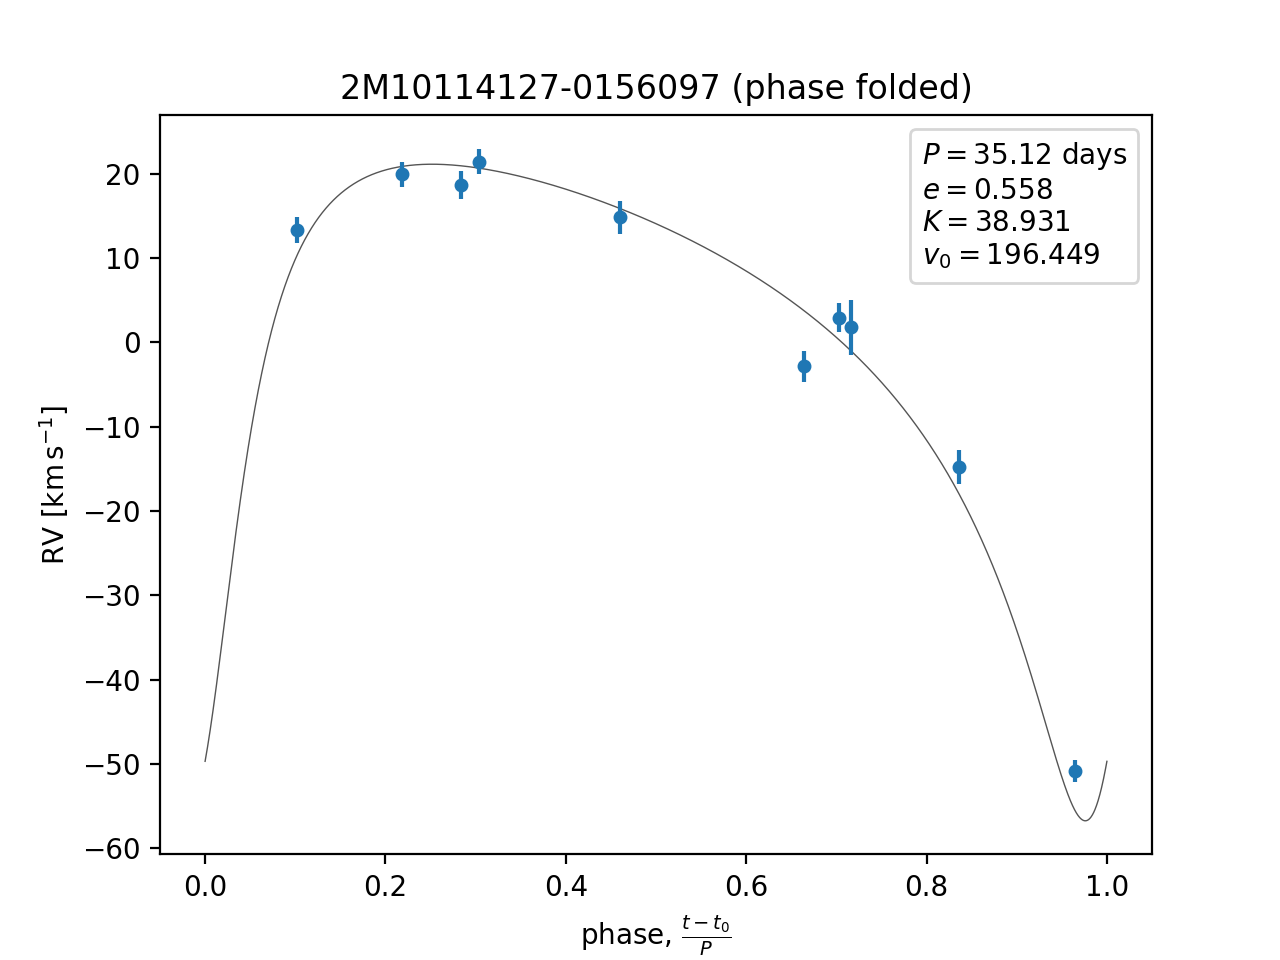 2M10114127-0156097 (phase folded)
P = 35.12 days
e = 0.558
K = 38.931
v₀ = 196.449
20
10
0
−10
−20
−30
−40
−50
−60
RV [km s⁻¹]
0.0 0.2 0.4 0.6 0.8 1.0
phase, (t − t₀)/P